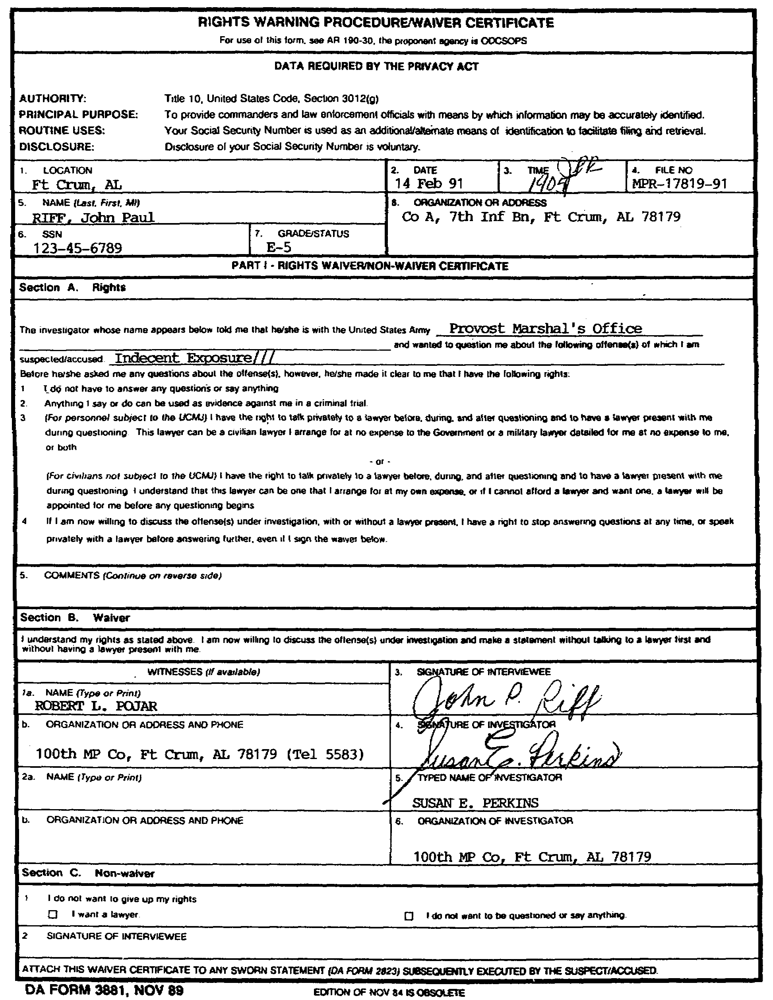 RIGHTS WARNING PROCEDURE/WAIVER CERTIFICATE
For use of this form, see AR 190-30, the proponent agency is ODCSOPS
DATA REQUIRED BY THE PRIVACY ACT
AUTHORITY: Title 10, United States Code, Section 3012(g)
PRINCIPAL PURPOSE: To provide commanders and law enforcement officials with means by which information may be accurately identified.
ROUTINE USES: Your Social Security Number is used as an additional/alternate means of identification to facilitate filing and retrieval.
DISCLOSURE: Disclosure of your Social Security Number is voluntary.
1. LOCATION
Ft Crum, AL
2. DATE
14 Feb 91
3. TIME JPR
1909
4. FILE NO
MPR-17819-91
5. NAME (Last, First, MI)
RIFF, John Paul
8. ORGANIZATION OR ADDRESS
Co A, 7th Inf Bn, Ft Crum, AL 78179
6. SSN
123-45-6789
7. GRADE/STATUS
E-5
PART I - RIGHTS WAIVER/NON-WAIVER CERTIFICATE
Section A. Rights
The investigator whose name appears below told me that he/she is with the United States Army Provost Marshal's Office
and wanted to question me about the following offense(s) of which I am
suspected/accused. Indecent Exposure///
Before he/she asked me any questions about the offense(s), however, he/she made it clear to me that I have the following rights:
1 I do not have to answer any questions or say anything
2. Anything I say or do can be used as evidence against me in a criminal trial.
3 (For personnel subject to the UCMJ) I have the right to talk privately to a lawyer before, during, and after questioning and to have a lawyer present with me
during questioning. This lawyer can be a civilian lawyer I arrange for at no expense to the Government or a military lawyer detailed for me at no expense to me,
or both
- or -
(For civilians not subject to the UCMJ) I have the right to talk privately to a lawyer before, during, and after questioning and to have a lawyer present with me
during questioning I understand that this lawyer can be one that I arrange for at my own expense, or if I cannot afford a lawyer and want one, a lawyer will be
appointed for me before any questioning begins
4 If I am now willing to discuss the offense(s) under investigation, with or without a lawyer present, I have a right to stop answering questions at any time, or speak
privately with a lawyer before answering further, even if I sign the waiver below.
5. COMMENTS (Continue on reverse side)
Section B. Waiver
I understand my rights as stated above. I am now willing to discuss the offense(s) under investigation and make a statement without talking to a lawyer first and
without having a lawyer present with me.
WITNESSES (If available)
1a. NAME (Type or Print)
ROBERT L. POJAR
3. SIGNATURE OF INTERVIEWEE
John P. Riff
b. ORGANIZATION OR ADDRESS AND PHONE
100th MP Co, Ft Crum, AL 78179 (Tel 5583)
4. SIGNATURE OF INVESTIGATOR
Susan E. Perkins
2a. NAME (Type or Print)
5. TYPED NAME OF INVESTIGATOR
SUSAN E. PERKINS
b. ORGANIZATION OR ADDRESS AND PHONE
6. ORGANIZATION OF INVESTIGATOR
100th MP Co, Ft Crum, AL 78179
Section C. Non-waiver
1 I do not want to give up my rights
☐ I want a lawyer.
☐ I do not want to be questioned or say anything.
2 SIGNATURE OF INTERVIEWEE
ATTACH THIS WAIVER CERTIFICATE TO ANY SWORN STATEMENT (DA FORM 2823) SUBSEQUENTLY EXECUTED BY THE SUSPECT/ACCUSED.
DA FORM 3881, NOV 89
EDITION OF NOV 84 IS OBSOLETE